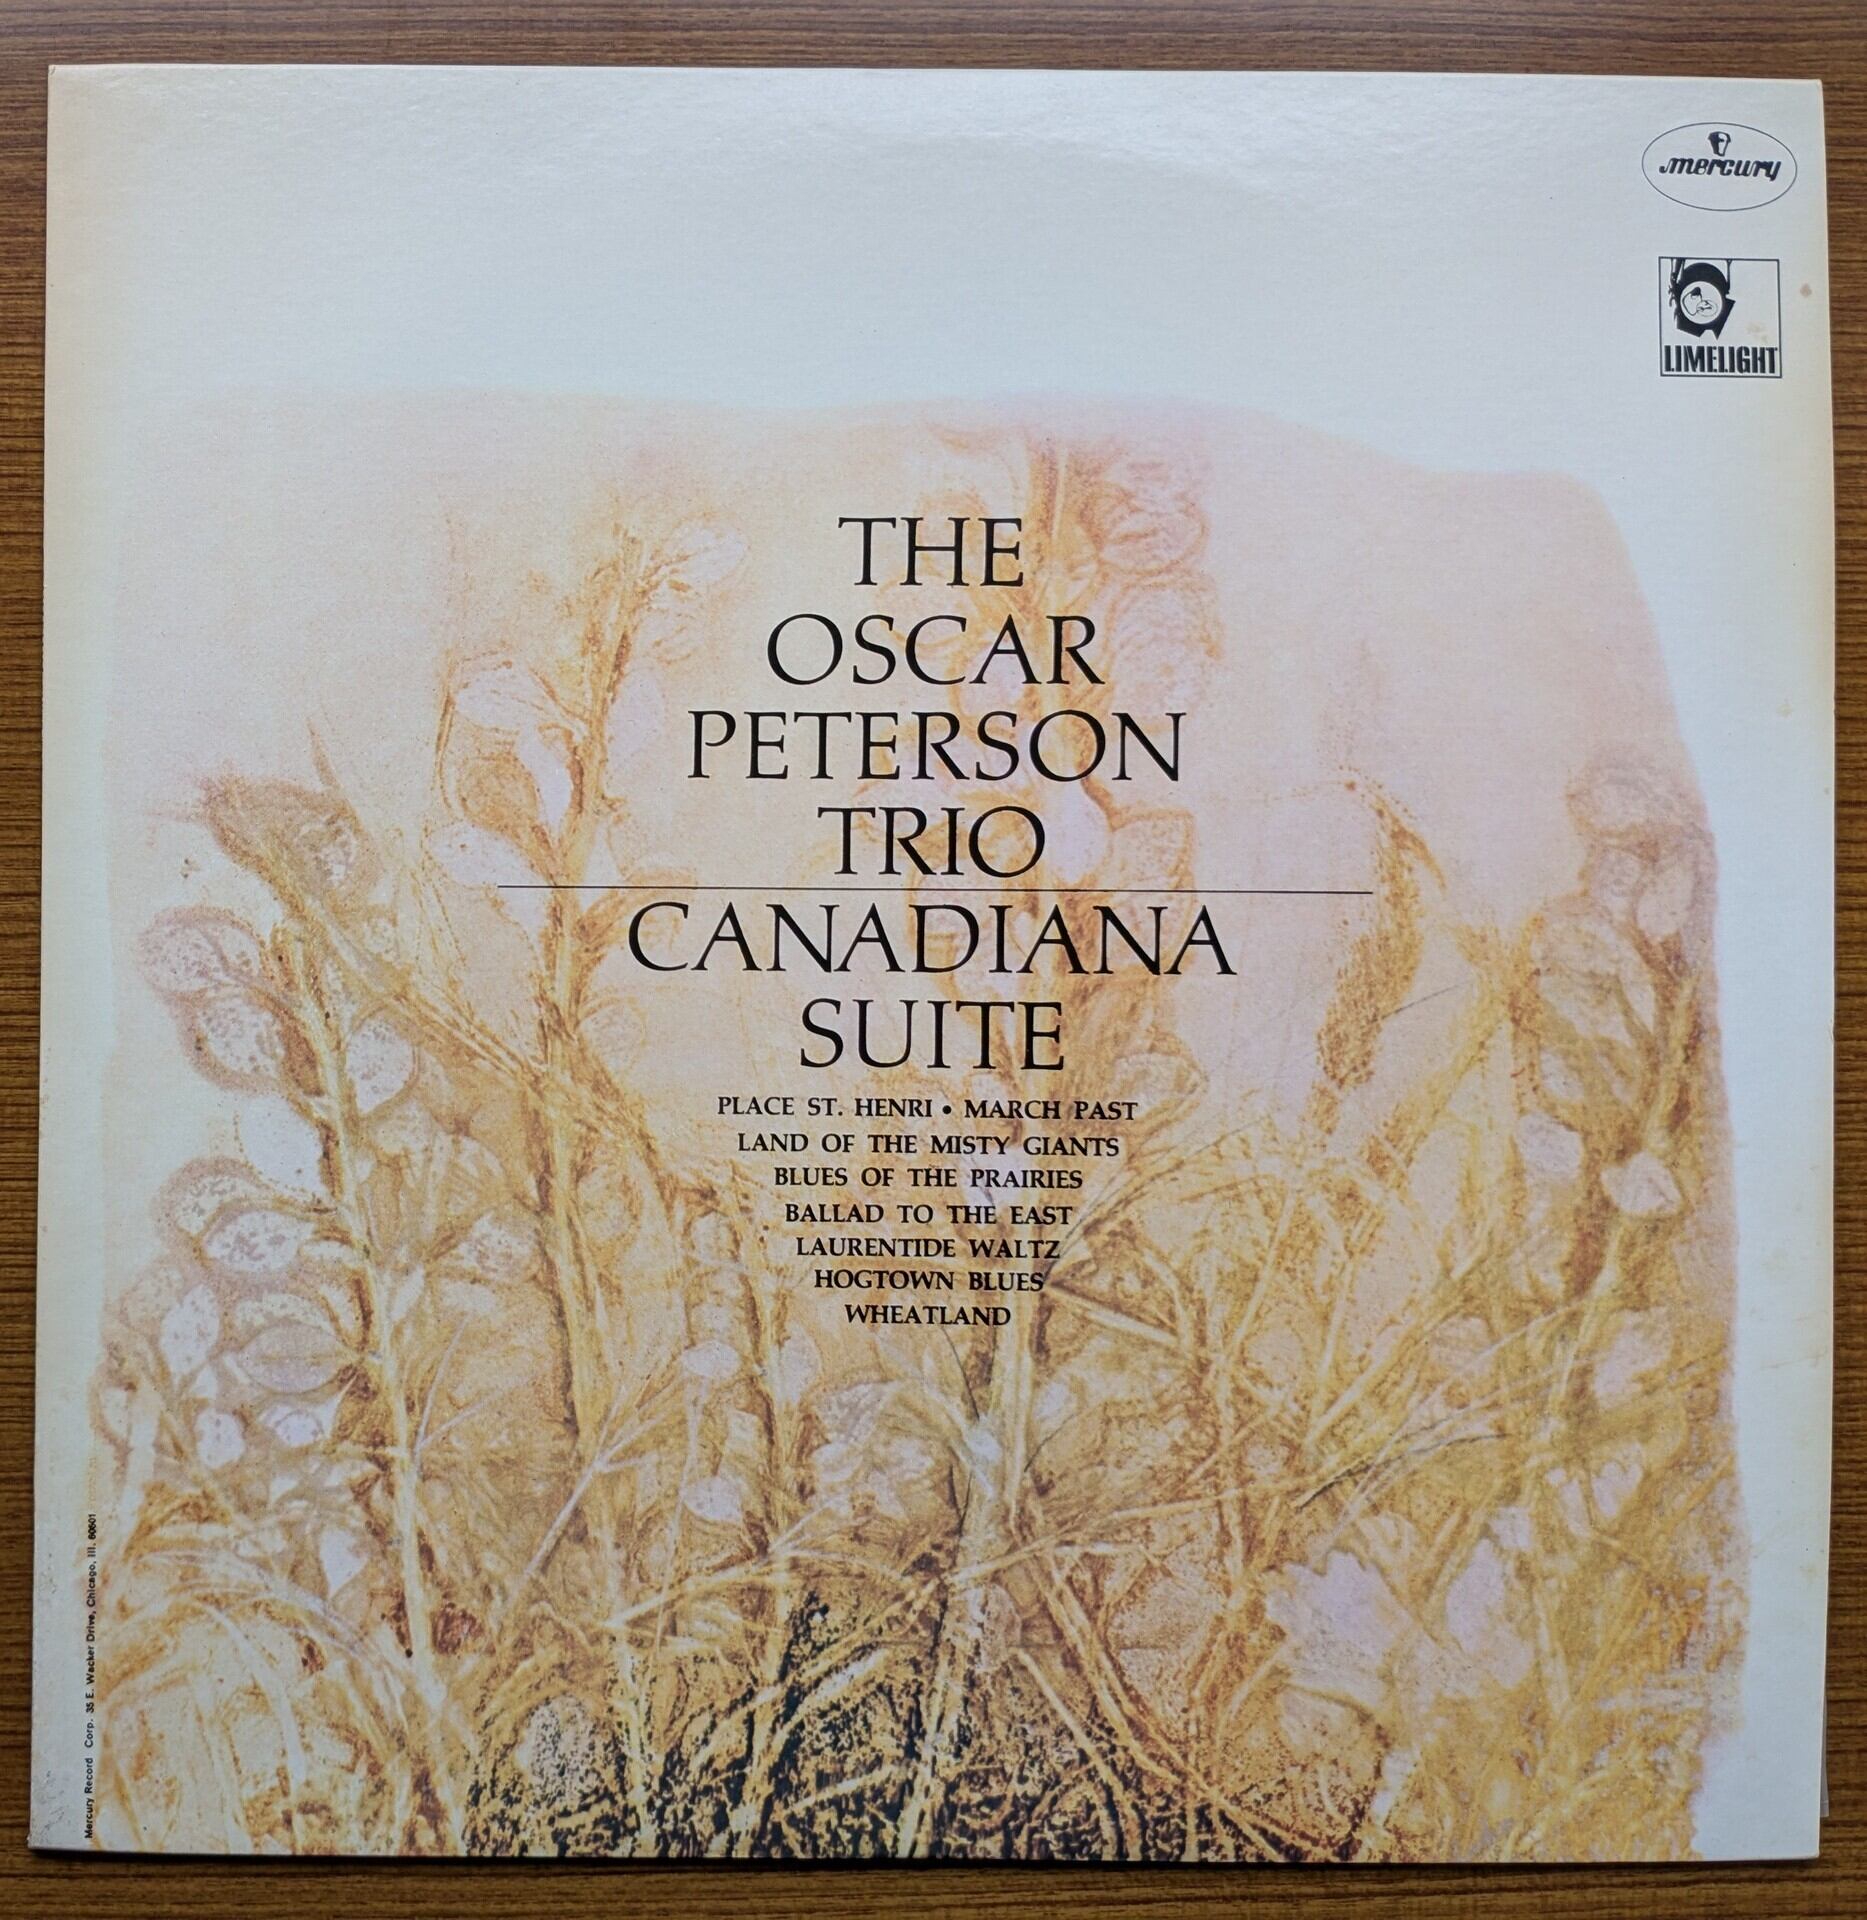 mercury
LIMELIGHT
THE
OSCAR
PETERSON
TRIO
CANADIANA
SUITE
PLACE ST. HENRI • MARCH PAST
LAND OF THE MISTY GIANTS
BLUES OF THE PRAIRIES
BALLAD TO THE EAST
LAURENTIDE WALTZ
HOGTOWN BLUES
WHEATLAND
Mercury Record Corp. 35 E. Wacker Drive, Chicago, Ill. 60601